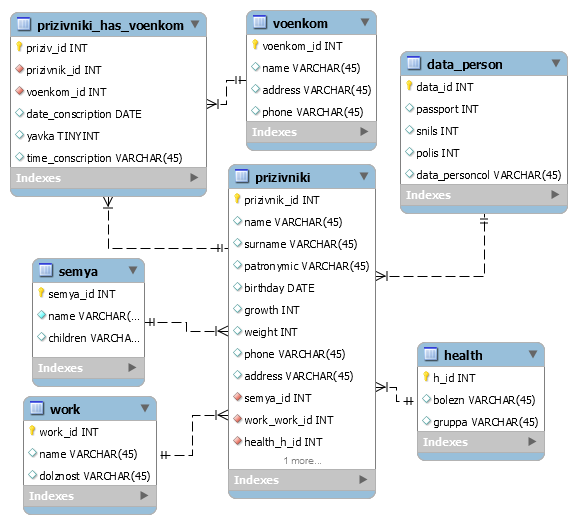 prizivniki_has_voenkom
priziv_id INT
prizivnik_id INT
voenkom_id INT
date_conscription DATE
yavka TINYINT
time_conscription VARCHAR(45)
Indexes
voenkom
voenkom_id INT
name VARCHAR(45)
address VARCHAR(45)
phone VARCHAR(45)
Indexes
data_person
data_id INT
passport INT
snils INT
polis INT
data_personcol VARCHAR(45)
Indexes
prizivniki
prizivnik_id INT
name VARCHAR(45)
surname VARCHAR(45)
patronymic VARCHAR(45)
birthday DATE
growth INT
weight INT
phone VARCHAR(45)
address VARCHAR(45)
semya_id INT
work_work_id INT
health_h_id INT
1 more...
Indexes
semya
semya_id INT
name VARCHAR(...
children VARCHA...
Indexes
work
work_id INT
name VARCHAR(45)
dolznost VARCHAR(45)
Indexes
health
h_id INT
bolezn VARCHAR(45)
gruppa VARCHAR(45)
Indexes